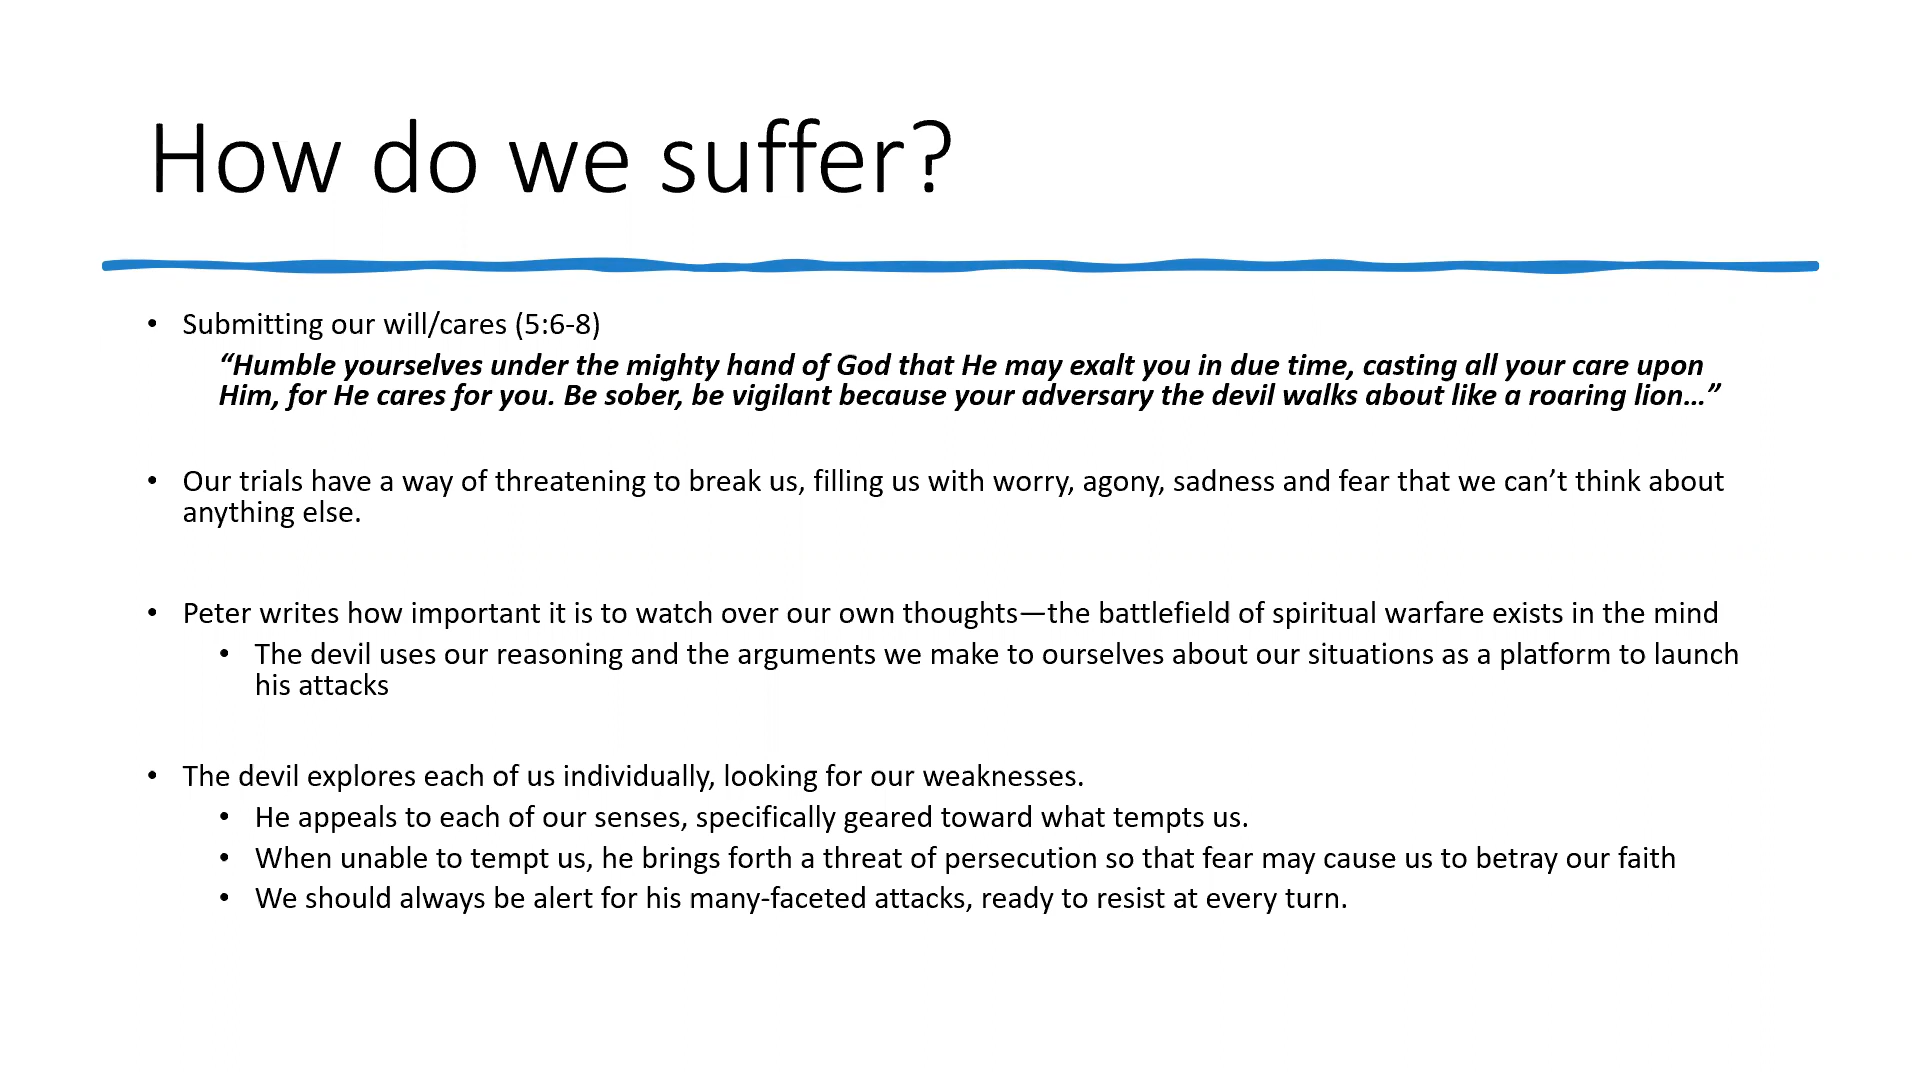 How do we suffer?
• Submitting our will/cares (5:6-8)
“Humble yourselves under the mighty hand of God that He may exalt you in due time, casting all your care upon
Him, for He cares for you. Be sober, be vigilant because your adversary the devil walks about like a roaring lion…”
• Our trials have a way of threatening to break us, filling us with worry, agony, sadness and fear that we can’t think about
anything else.
• Peter writes how important it is to watch over our own thoughts—the battlefield of spiritual warfare exists in the mind
• The devil uses our reasoning and the arguments we make to ourselves about our situations as a platform to launch
his attacks
• The devil explores each of us individually, looking for our weaknesses.
• He appeals to each of our senses, specifically geared toward what tempts us.
• When unable to tempt us, he brings forth a threat of persecution so that fear may cause us to betray our faith
• We should always be alert for his many-faceted attacks, ready to resist at every turn.